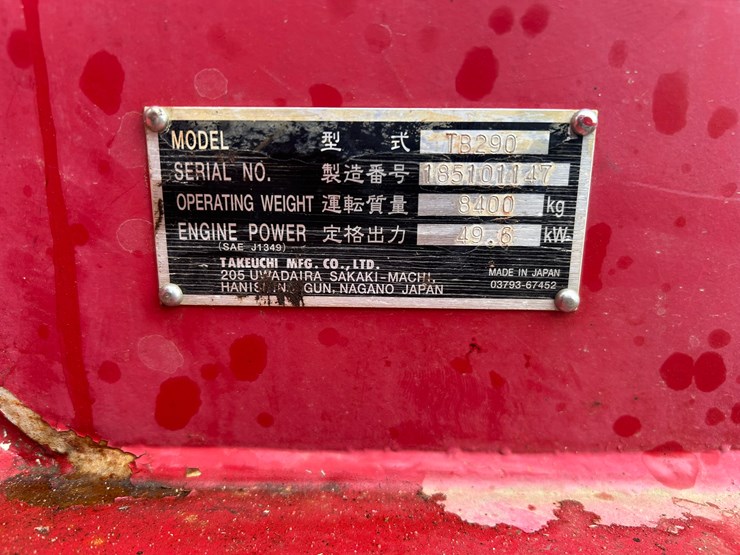 MODEL 型式 TB290
SERIAL NO. 製造番号 185101147
OPERATING WEIGHT 運転質量 8400 kg
ENGINE POWER 定格出力 49.6 kW
(SAE J1349)
TAKEUCHI MFG. CO., LTD.
205 UWADAIRA SAKAKI-MACHI,
GUN, NAGANO JAPAN
MADE IN JAPAN
03793-67452